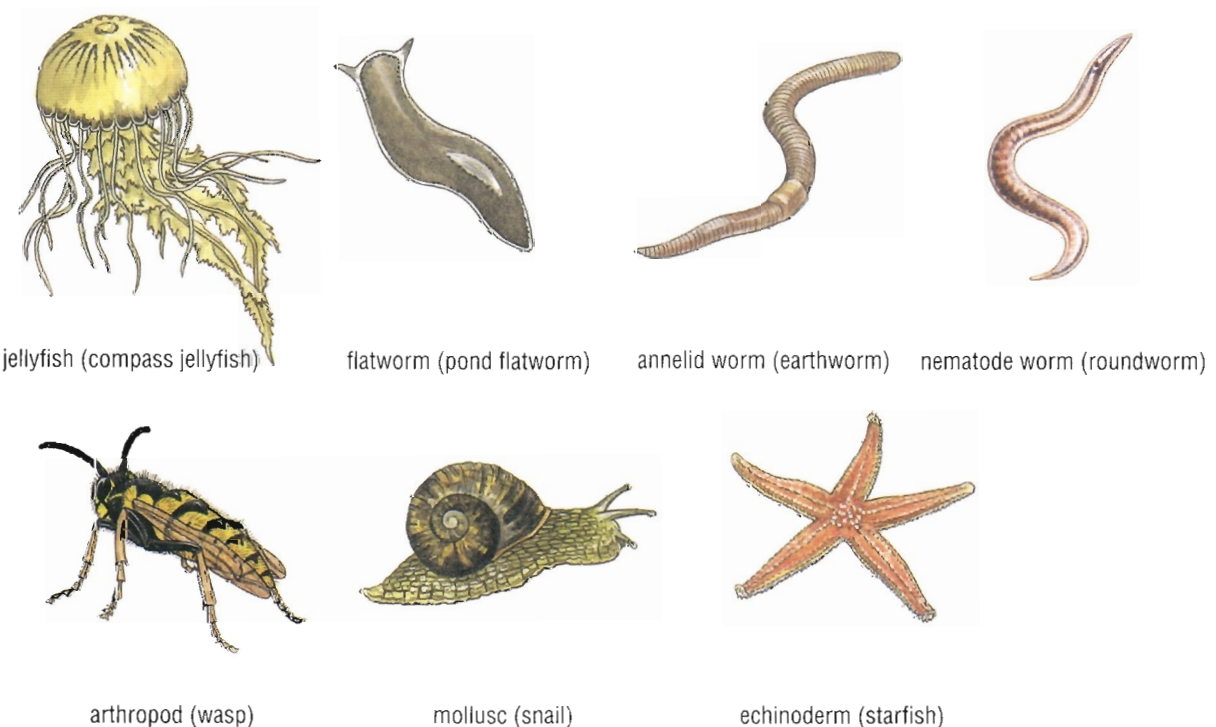 jellyfish (compass jellyfish)
flatworm (pond flatworm)
annelid worm (earthworm)
nematode worm (roundworm)
arthropod (wasp)
mollusc (snail)
echinoderm (starfish)